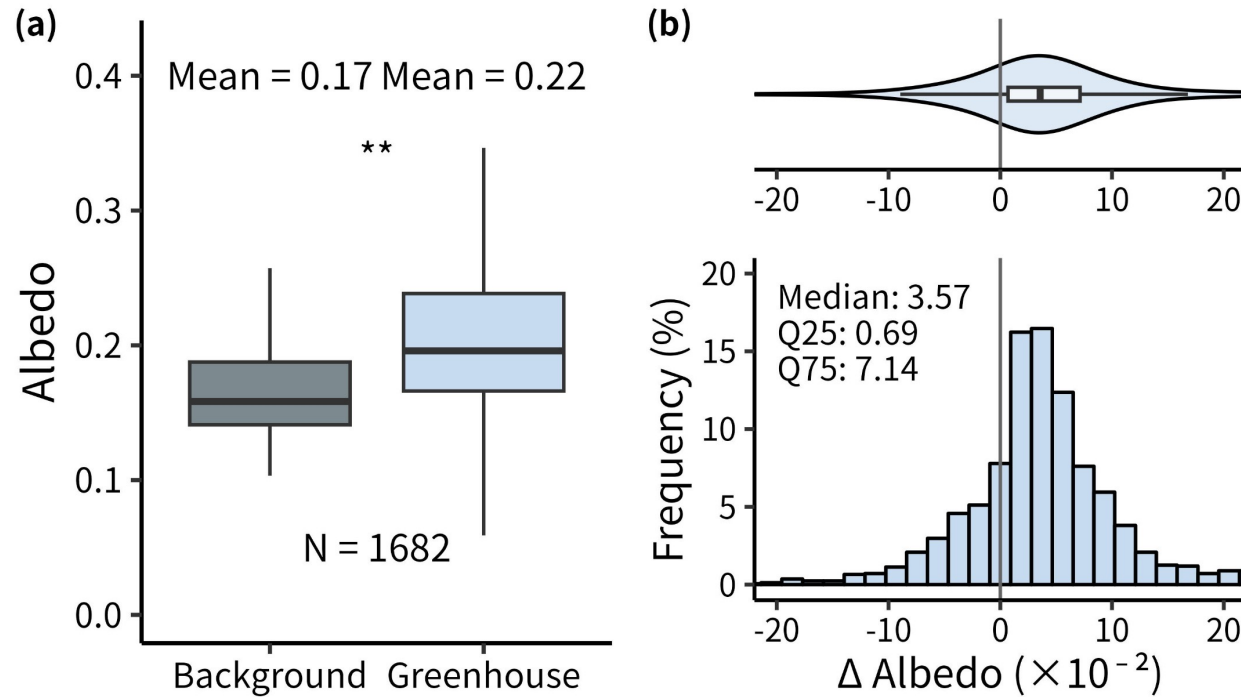 (a)
Mean = 0.17 Mean = 0.22
**
N = 1682
Albedo
0.4
0.3
0.2
0.1
0.0
Background Greenhouse
(b)
-20 -10 0 10 20
Median: 3.57
Q25: 0.69
Q75: 7.14
Frequency (%)
20
15
10
5
0
-20 -10 0 10 20
Δ Albedo (×10⁻²)